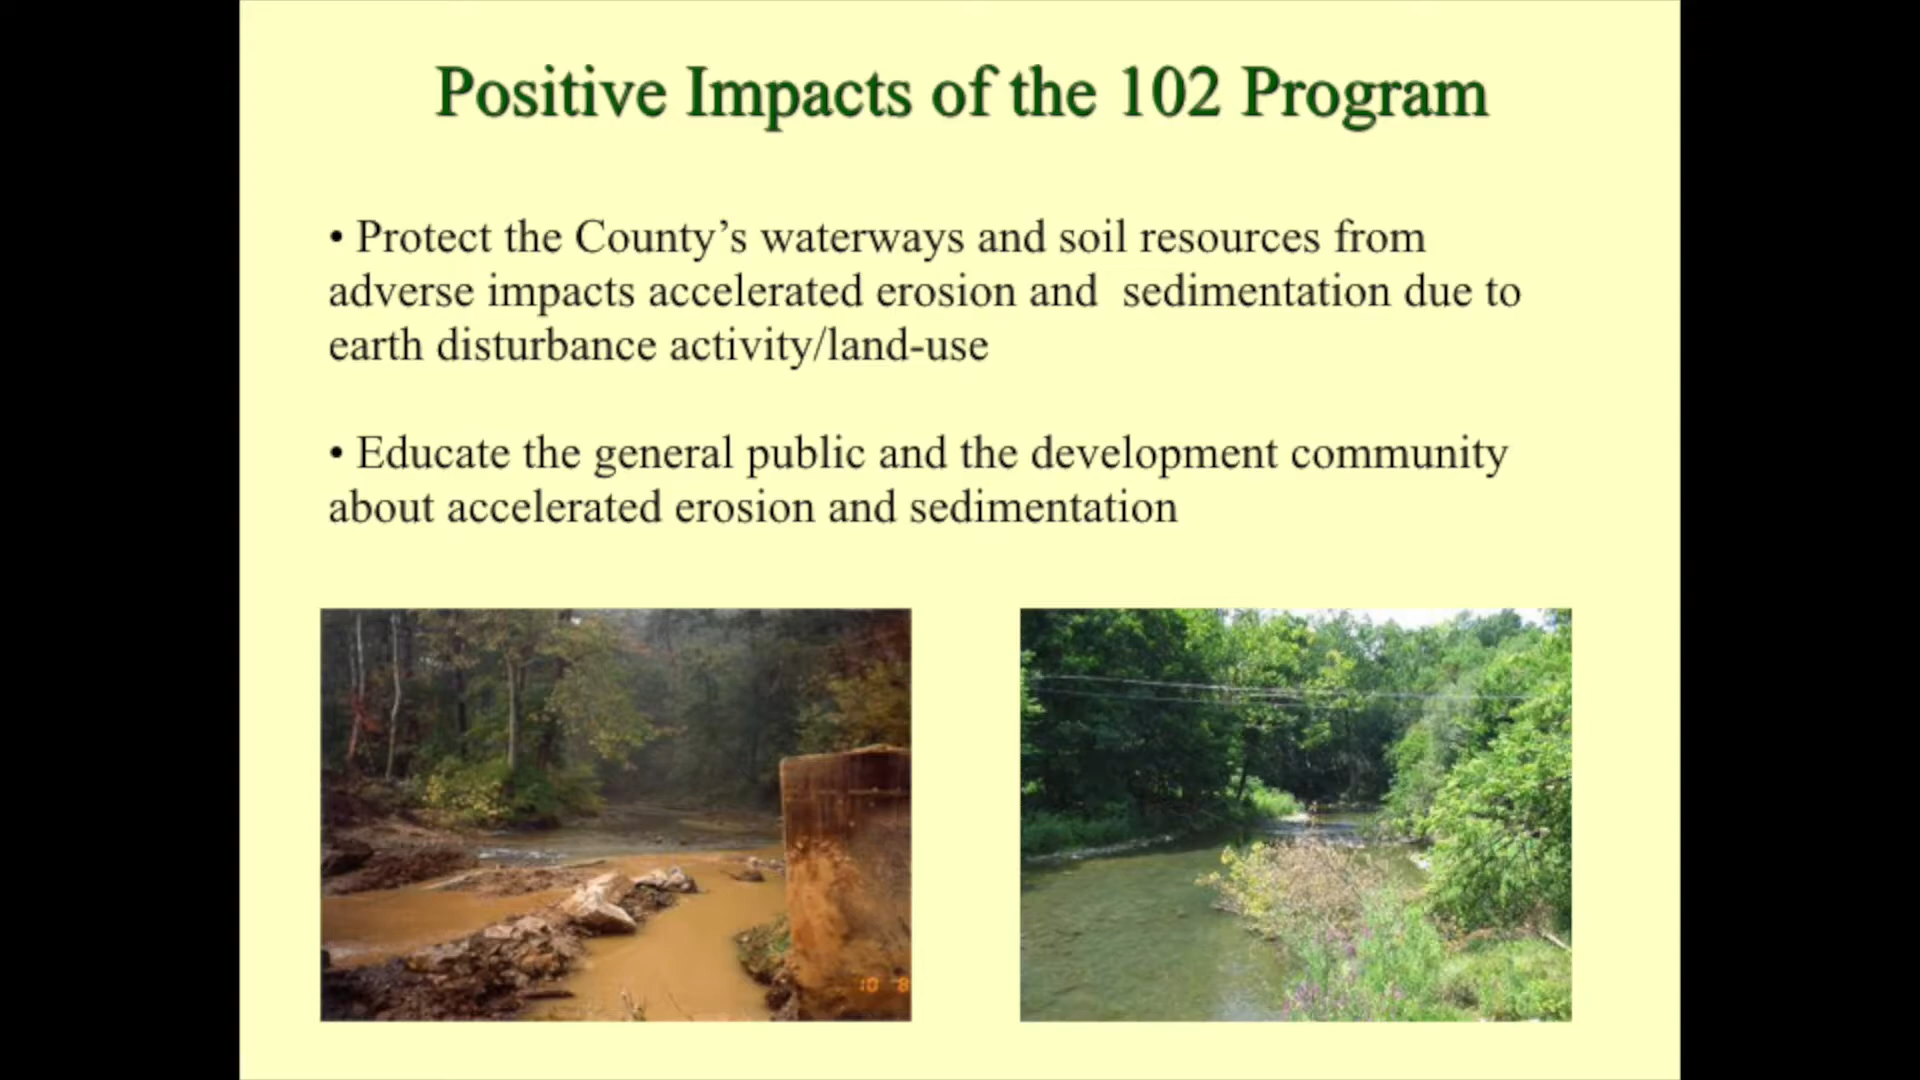 Positive Impacts of the 102 Program
• Protect the County’s waterways and soil resources from
adverse impacts accelerated erosion and  sedimentation due to
earth disturbance activity/land-use
• Educate the general public and the development community
about accelerated erosion and sedimentation
10 8